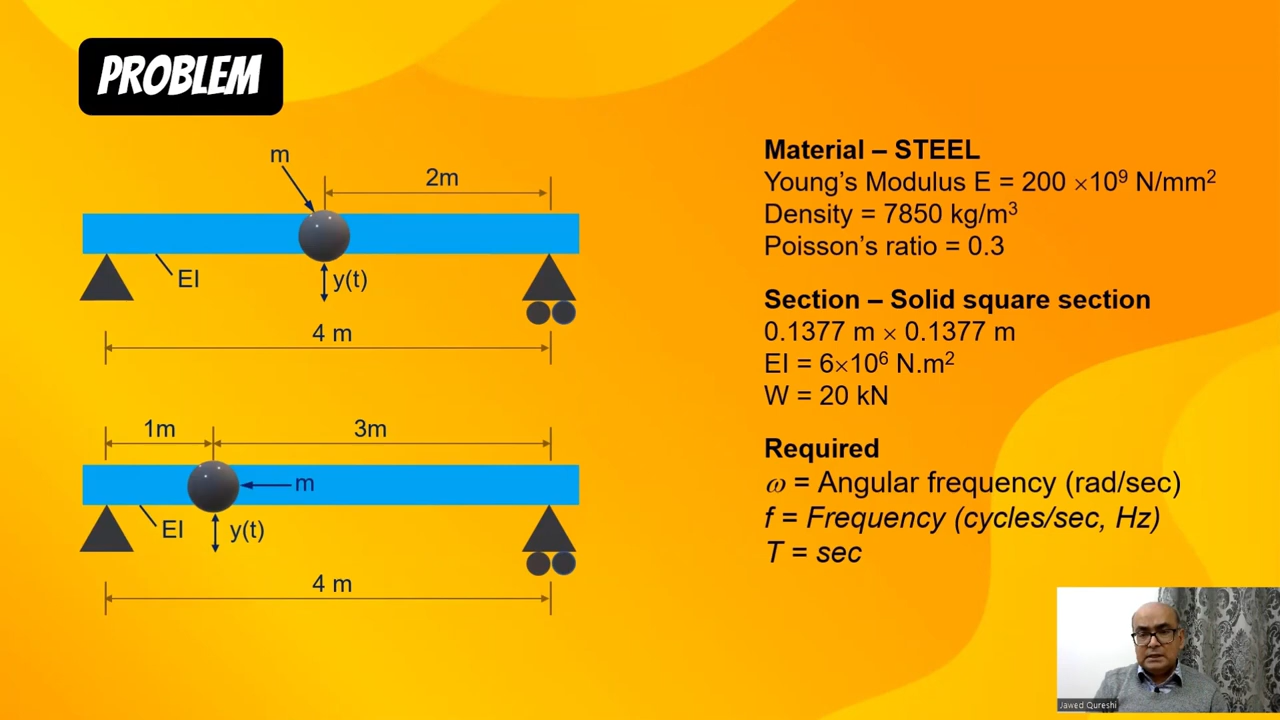 PROBLEM
m
2m
EI
y(t)
4 m
1m
3m
m
EI
y(t)
4 m
Material – STEEL
Young's Modulus E = 200 ×10⁹ N/mm²
Density = 7850 kg/m³
Poisson's ratio = 0.3
Section – Solid square section
0.1377 m × 0.1377 m
EI = 6×10⁶ N.m²
W = 20 kN
Required
ω = Angular frequency (rad/sec)
f = Frequency (cycles/sec, Hz)
T = sec
Jawed Qureshi